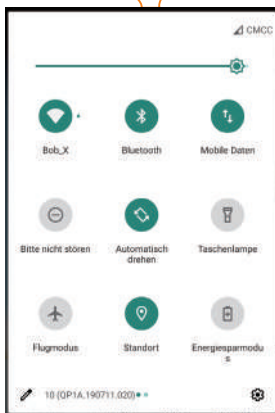 CMCC
Bob_X
Bluetooth
Mobile Daten
Bitte nicht stören
Automatisch
drehen
Taschenlampe
Flugmodus
Standort
Energiesparmodu
s
10 (QP1A.190711.020)